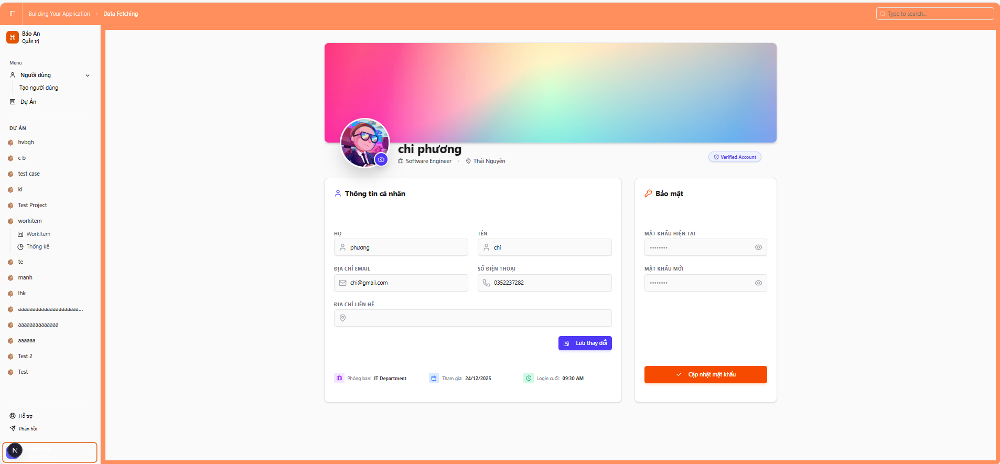 Building Your Application > Data Fetching
Type to search...
Bảo An
Quản trị
Menu
Người dùng
Tạo người dùng
Dự Án
DỰ ÁN
hvbgh
c b
test case
ki
Test Project
workitem
WorkItem
Thống kê
te
manh
lhk
aaaaaaaaaaaaaaaaaaaaa...
aaaaaaaaaaaaaa
aaaaaa
Test 2
Test
Hỗ trợ
Phản hồi
N
chi phương
Software Engineer • Thái Nguyên
Verified Account
Thông tin cá nhân
HỌ
TÊN
phương
chi
ĐỊA CHỈ EMAIL
SỐ ĐIỆN THOẠI
chi@gmail.com
0352237282
ĐỊA CHỈ LIÊN HỆ
Lưu thay đổi
Phòng ban: IT Department
Tham gia: 24/12/2025
Login cuối: 09:30 AM
Bảo mật
MẬT KHẨU HIỆN TẠI
••••••••
MẬT KHẨU MỚI
••••••••
Cập nhật mật khẩu